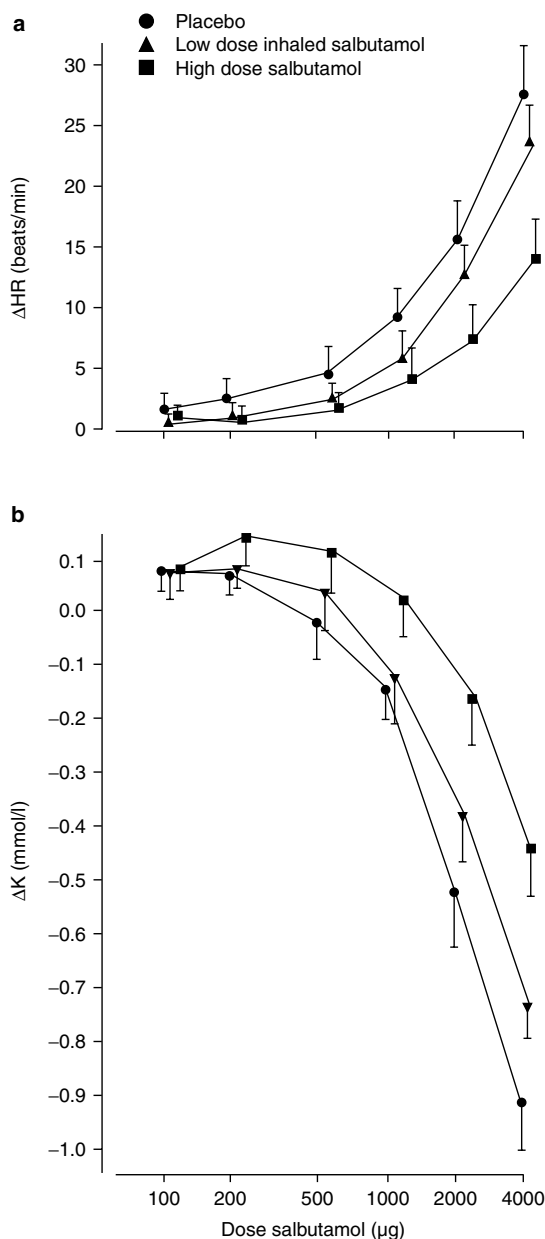 a
Placebo
Low dose inhaled salbutamol
High dose salbutamol
30
25
20
15
10
5
0
ΔHR (beats/min)
b
0.1
0.0
−0.1
−0.2
−0.3
−0.4
−0.5
−0.6
−0.7
−0.8
−0.9
−1.0
ΔK (mmol/l)
100 200 500 1000 2000 4000
Dose salbutamol (µg)